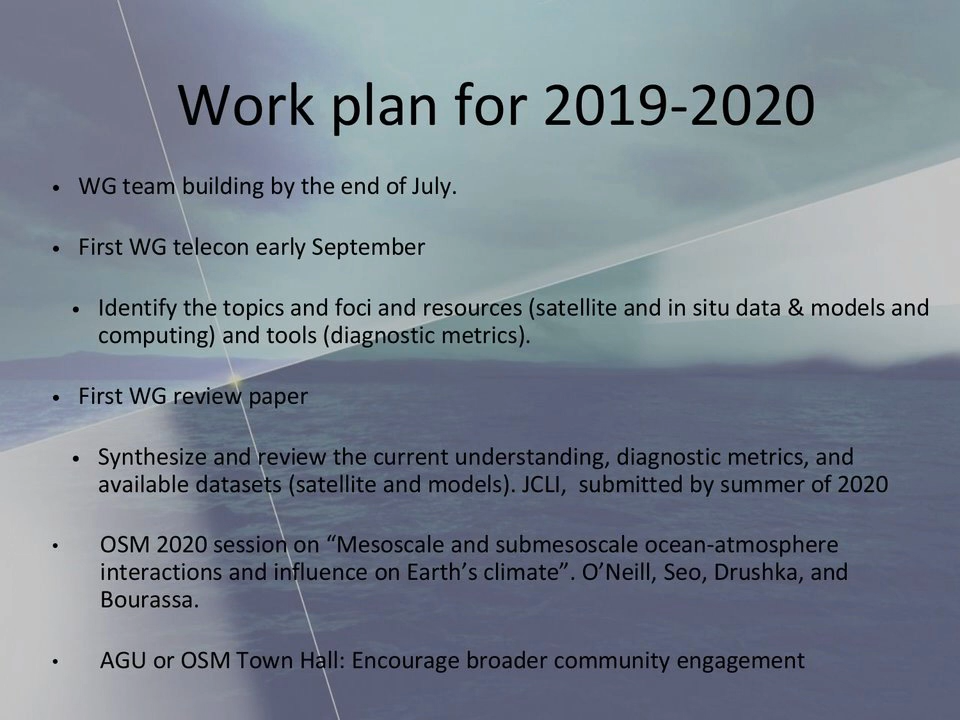 Work plan for 2019-2020
• WG team building by the end of July.
• First WG telecon early September
• Identify the topics and foci and resources (satellite and in situ data & models and
computing) and tools (diagnostic metrics).
• First WG review paper
• Synthesize and review the current understanding, diagnostic metrics, and
available datasets (satellite and models). JCLI,  submitted by summer of 2020
• OSM 2020 session on “Mesoscale and submesoscale ocean-atmosphere
interactions and influence on Earth’s climate”. O’Neill, Seo, Drushka, and
Bourassa.
• AGU or OSM Town Hall: Encourage broader community engagement